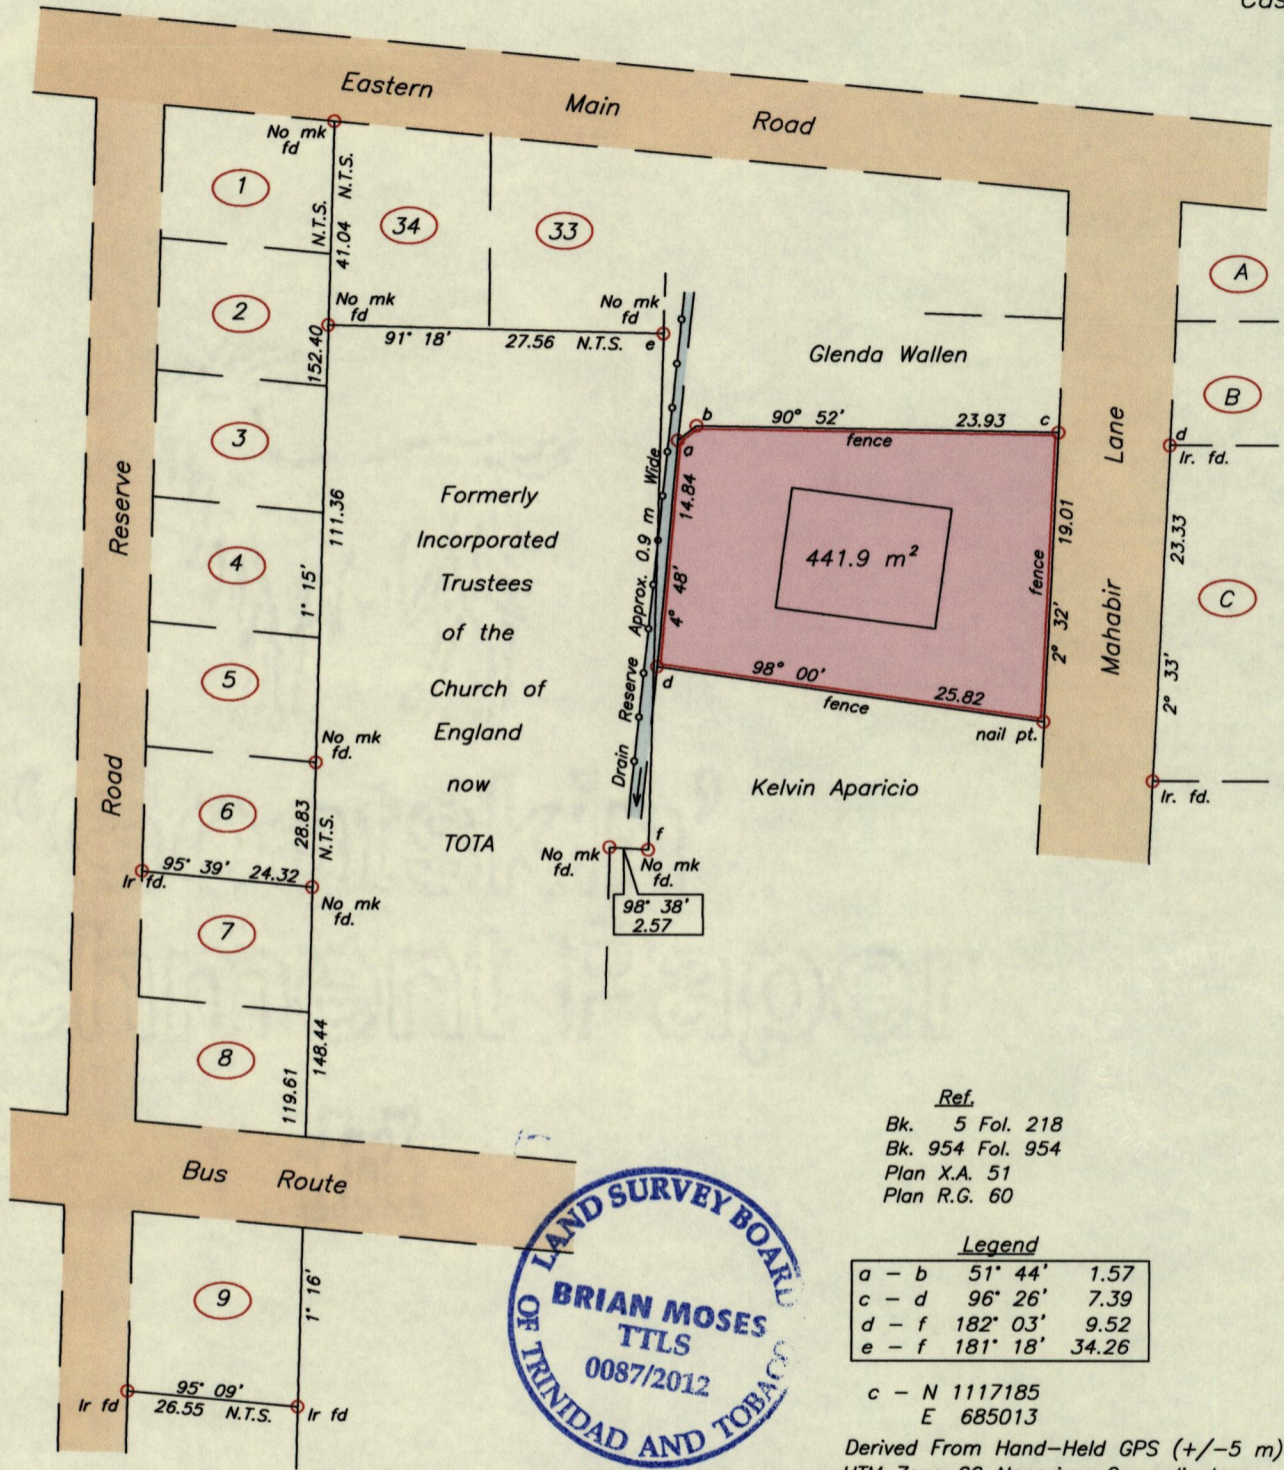 Eastern Main Road
No mk
fd
1
N.T.S.
41.04 N.T.S.
34
33
A
2
No mk
fd
No mk
fd
152.40
91° 18' 27.56 N.T.S. e
Glenda Wallen
B
b 90° 52' 23.93 c
fence
a
d
Ir. fd.
3
Reserve Road
Mahabir Lane
111.36
1° 15'
4
5
Formerly
Incorporated
Trustees
of the
Church of
England
now
TOTA
Drain Reserve Approx. 0.9 m Wide
14.84
4° 48'
441.9 m²
19.01
fence
2° 32'
23.33
2° 33'
C
d
98° 00' 25.82
fence
nail pt.
No mk
fd.
Kelvin Aparicio
Ir. fd.
6
28.83
N.T.S.
f
No mk
fd.
No mk
fd.
98° 38'
2.57
95° 39' 24.32
Ir fd.
No mk
fd.
7
8
119.61
148.44
Bus Route
9
1° 16'
95° 09'
26.55 N.T.S.
Ir fd
Ir fd
LAND SURVEY BOARD
OF TRINIDAD AND TOBAGO
BRIAN MOSES
TTLS
0087/2012
Ref.
Bk. 5 Fol. 218
Bk. 954 Fol. 954
Plan X.A. 51
Plan R.G. 60
Legend
a – b 51° 44' 1.57
c – d 96° 26' 7.39
d – f 182° 03' 9.52
e – f 181° 18' 34.26
c – N 1117185
E 685013
Derived From Hand–Held GPS (+/–5 m)